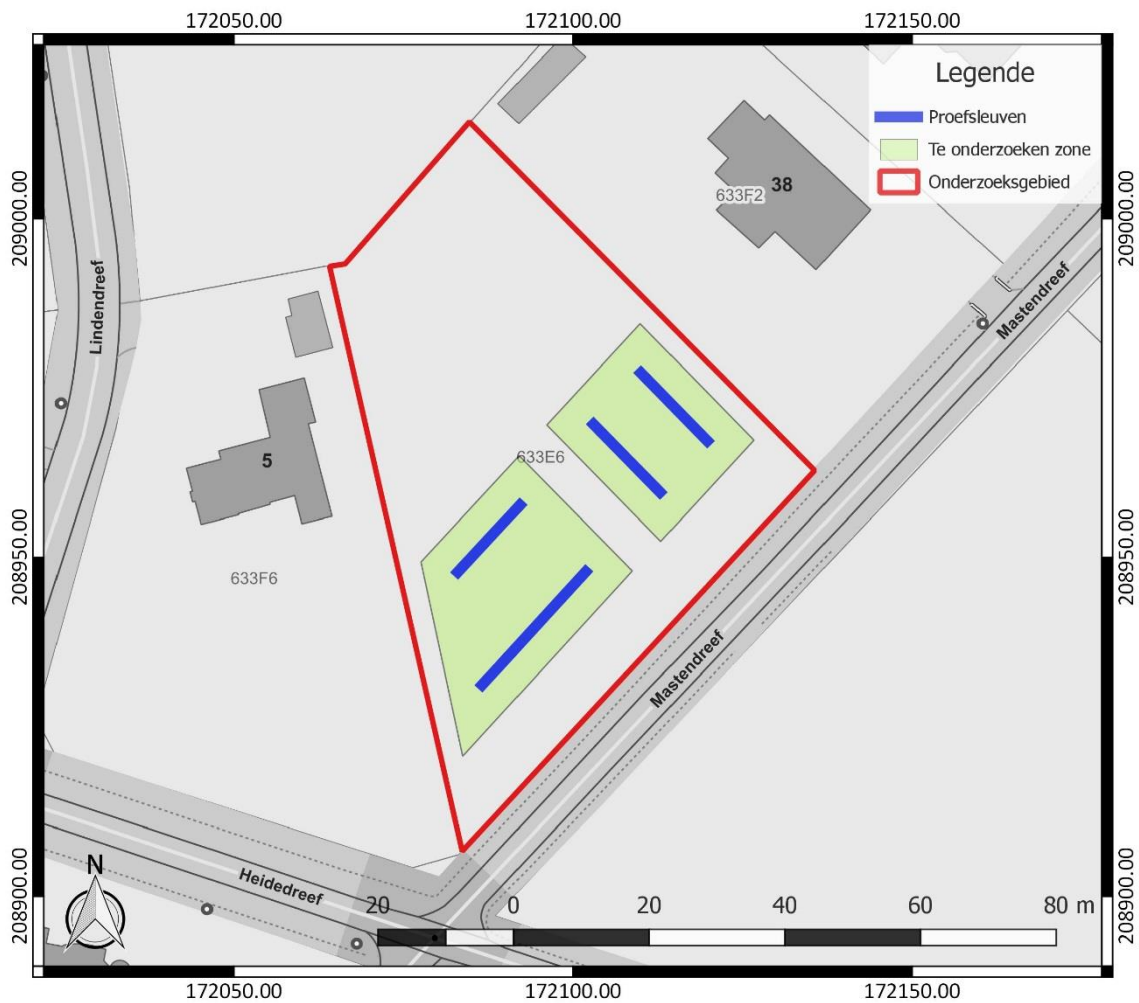 172050.00
172100.00
172150.00
Legende
Proefsleuven
Te onderzoeken zone
Onderzoeksgebied
38
633F2
209000.00
209000.00
Lindendreef
Mastendreef
5
633E6
208950.00
208950.00
633F6
Mastendreef
Heidedreef
N
208900.00
208900.00
20 0 20 40 60 80 m
172050.00
172100.00
172150.00